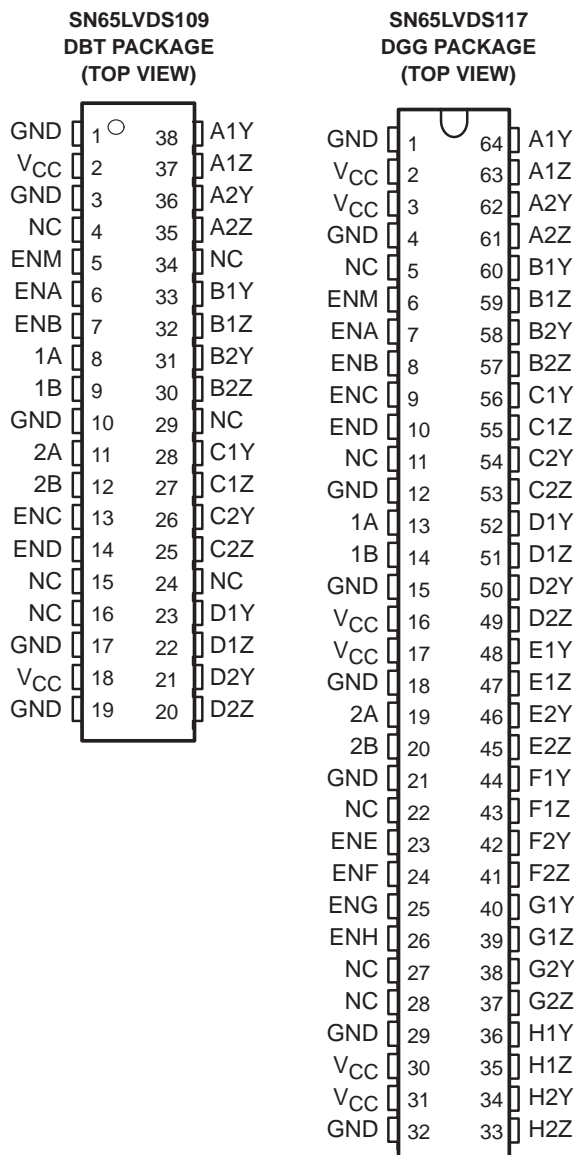 SN65LVDS109
DBT PACKAGE
(TOP VIEW)
GND 1 38 A1Y
VCC 2 37 A1Z
GND 3 36 A2Y
NC 4 35 A2Z
ENM 5 34 NC
ENA 6 33 B1Y
ENB 7 32 B1Z
1A 8 31 B2Y
1B 9 30 B2Z
GND 10 29 NC
2A 11 28 C1Y
2B 12 27 C1Z
ENC 13 26 C2Y
END 14 25 C2Z
NC 15 24 NC
NC 16 23 D1Y
GND 17 22 D1Z
VCC 18 21 D2Y
GND 19 20 D2Z
SN65LVDS117
DGG PACKAGE
(TOP VIEW)
GND 1 64 A1Y
VCC 2 63 A1Z
VCC 3 62 A2Y
GND 4 61 A2Z
NC 5 60 B1Y
ENM 6 59 B1Z
ENA 7 58 B2Y
ENB 8 57 B2Z
ENC 9 56 C1Y
END 10 55 C1Z
NC 11 54 C2Y
GND 12 53 C2Z
1A 13 52 D1Y
1B 14 51 D1Z
GND 15 50 D2Y
VCC 16 49 D2Z
VCC 17 48 E1Y
GND 18 47 E1Z
2A 19 46 E2Y
2B 20 45 E2Z
GND 21 44 F1Y
NC 22 43 F1Z
ENE 23 42 F2Y
ENF 24 41 F2Z
ENG 25 40 G1Y
ENH 26 39 G1Z
NC 27 38 G2Y
NC 28 37 G2Z
GND 29 36 H1Y
VCC 30 35 H1Z
VCC 31 34 H2Y
GND 32 33 H2Z